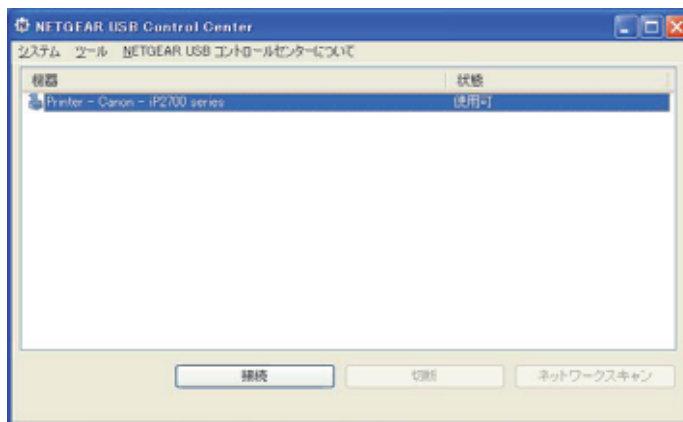 NETGEAR USB Control Center
システム ツール NETGEAR USB コントロールセンターについて
機器 状態
Printer - Canon - iP2700 series 使用可
接続 切断 ネットワークスキャン